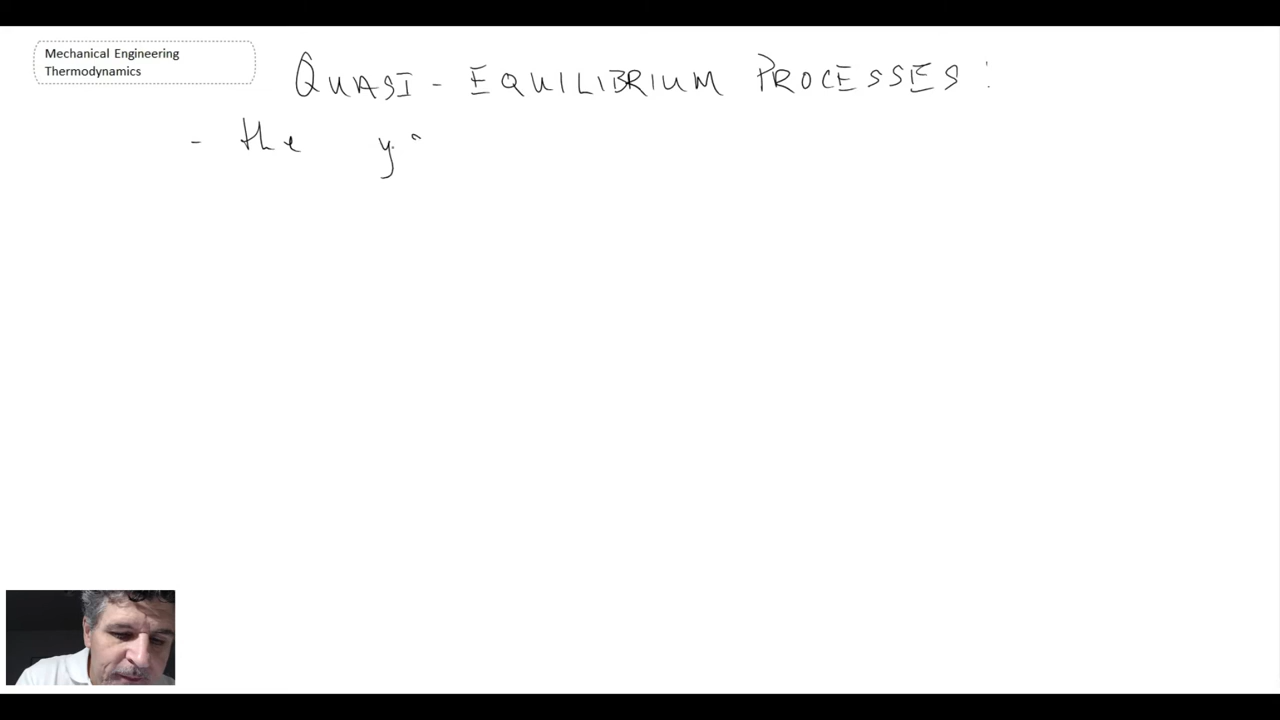 Mechanical Engineering
Thermodynamics
QUASI - EQUILIBRIUM PROCESSES :
- the